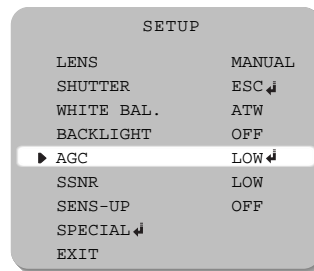 SETUP
LENS MANUAL
SHUTTER ESC↲
WHITE BAL. ATW
BACKLIGHT OFF
▶ AGC LOW↲
SSNR LOW
SENS-UP OFF
SPECIAL↲
EXIT